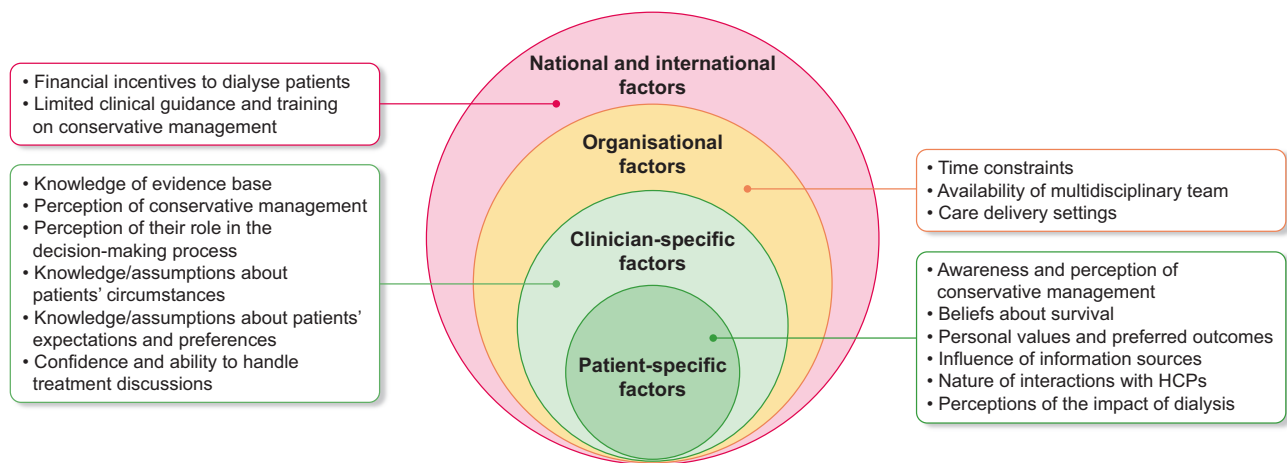 National and international
factors
Organisational
factors
Clinician-specific
factors
Patient-specific
factors
• Financial incentives to dialyse patients
• Limited clinical guidance and training
on conservative management
• Knowledge of evidence base
• Perception of conservative management
• Perception of their role in the
decision-making process
• Knowledge/assumptions about
patients’ circumstances
• Knowledge/assumptions about patients’
expectations and preferences
• Confidence and ability to handle
treatment discussions
• Time constraints
• Availability of multidisciplinary team
• Care delivery settings
• Awareness and perception of
conservative management
• Beliefs about survival
• Personal values and preferred outcomes
• Influence of information sources
• Nature of interactions with HCPs
• Perceptions of the impact of dialysis